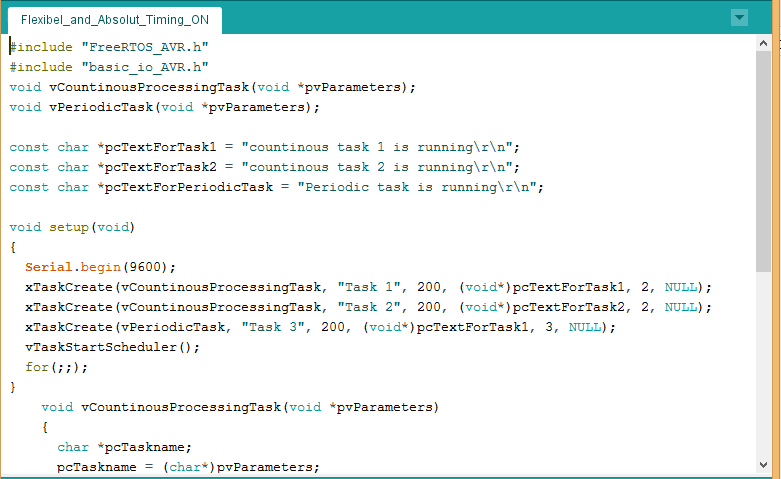 Flexibel_and_Absolut_Timing_ON
#include "FreeRTOS_AVR.h"
#include "basic_io_AVR.h"
void vCountinousProcessingTask(void *pvParameters);
void vPeriodicTask(void *pvParameters);
const char *pcTextForTask1 = "countinous task 1 is running\r\n";
const char *pcTextForTask2 = "countinous task 2 is running\r\n";
const char *pcTextForPeriodicTask = "Periodic task is running\r\n";
void setup(void)
{
Serial.begin(9600);
xTaskCreate(vCountinousProcessingTask, "Task 1", 200, (void*)pcTextForTask1, 2, NULL);
xTaskCreate(vCountinousProcessingTask, "Task 2", 200, (void*)pcTextForTask2, 2, NULL);
xTaskCreate(vPeriodicTask, "Task 3", 200, (void*)pcTextForTask1, 3, NULL);
vTaskStartScheduler();
for(;;);
}
void vCountinousProcessingTask(void *pvParameters)
{
char *pcTaskname;
pcTaskname = (char*)pvParameters;